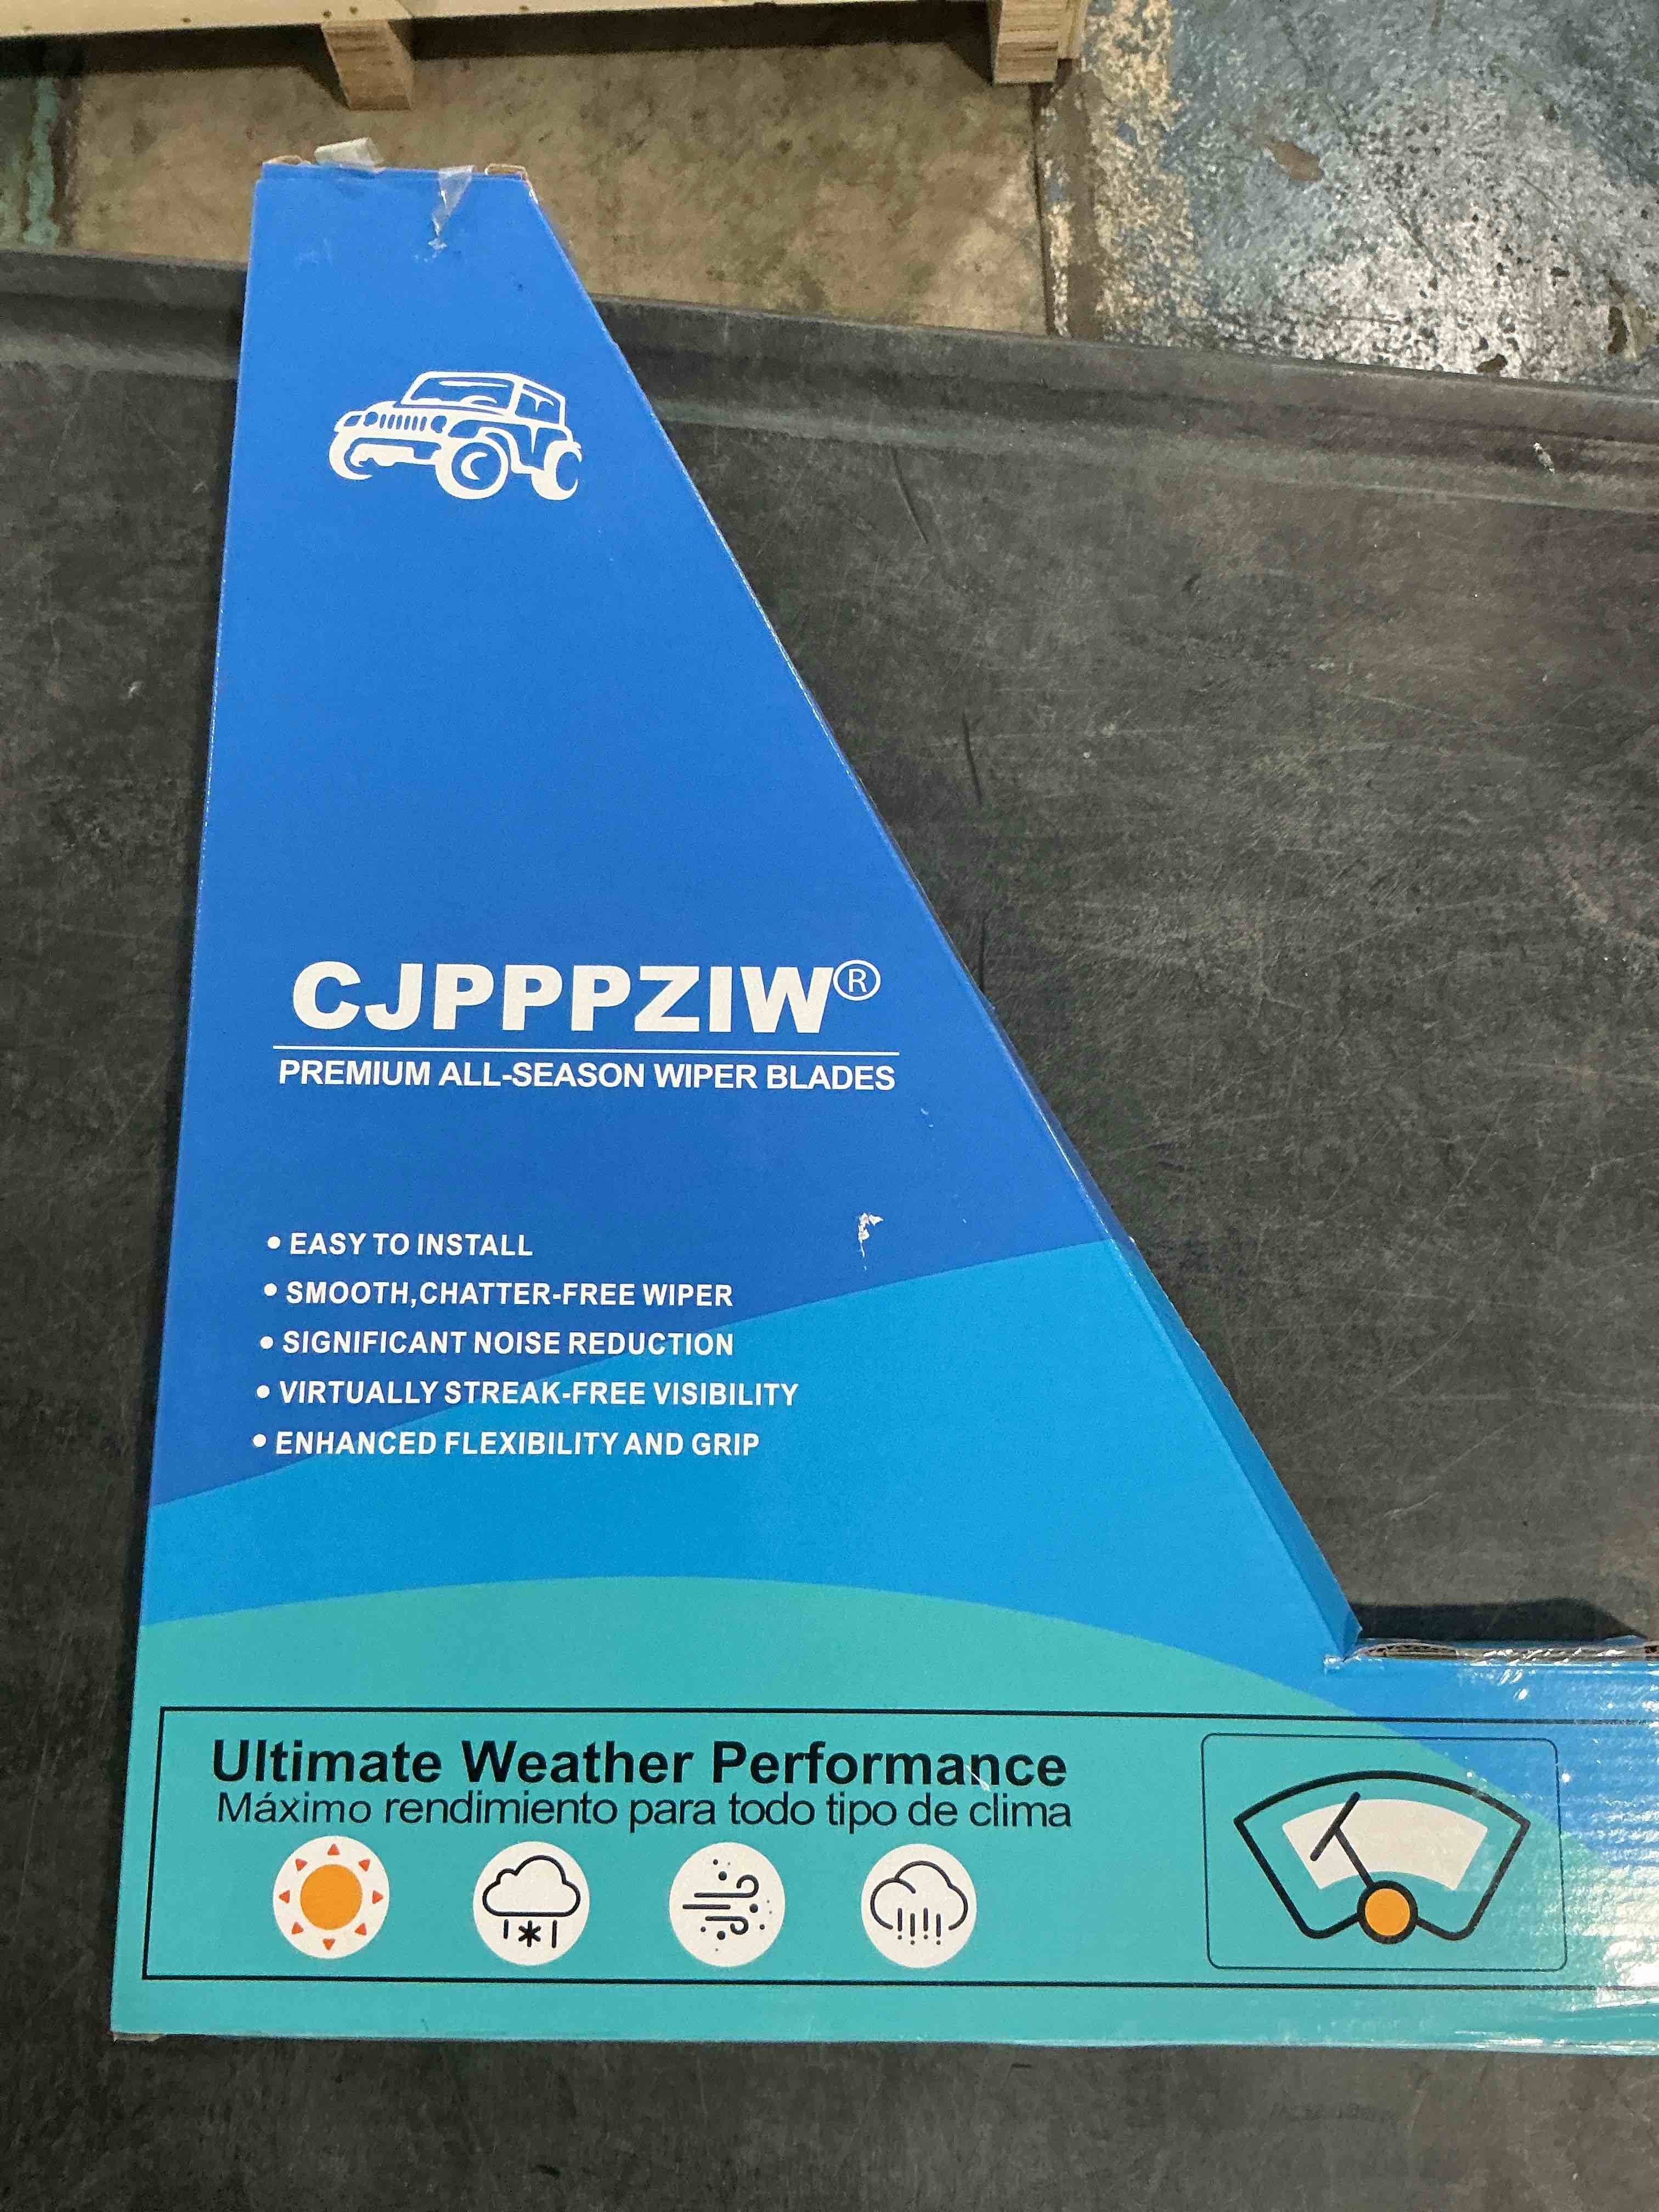 CJPPPZIW®
PREMIUM ALL-SEASON WIPER BLADES
• EASY TO INSTALL
• SMOOTH,CHATTER-FREE WIPER
• SIGNIFICANT NOISE REDUCTION
• VIRTUALLY STREAK-FREE VISIBILITY
• ENHANCED FLEXIBILITY AND GRIP
Ultimate Weather Performance
Máximo rendimiento para todo tipo de clima